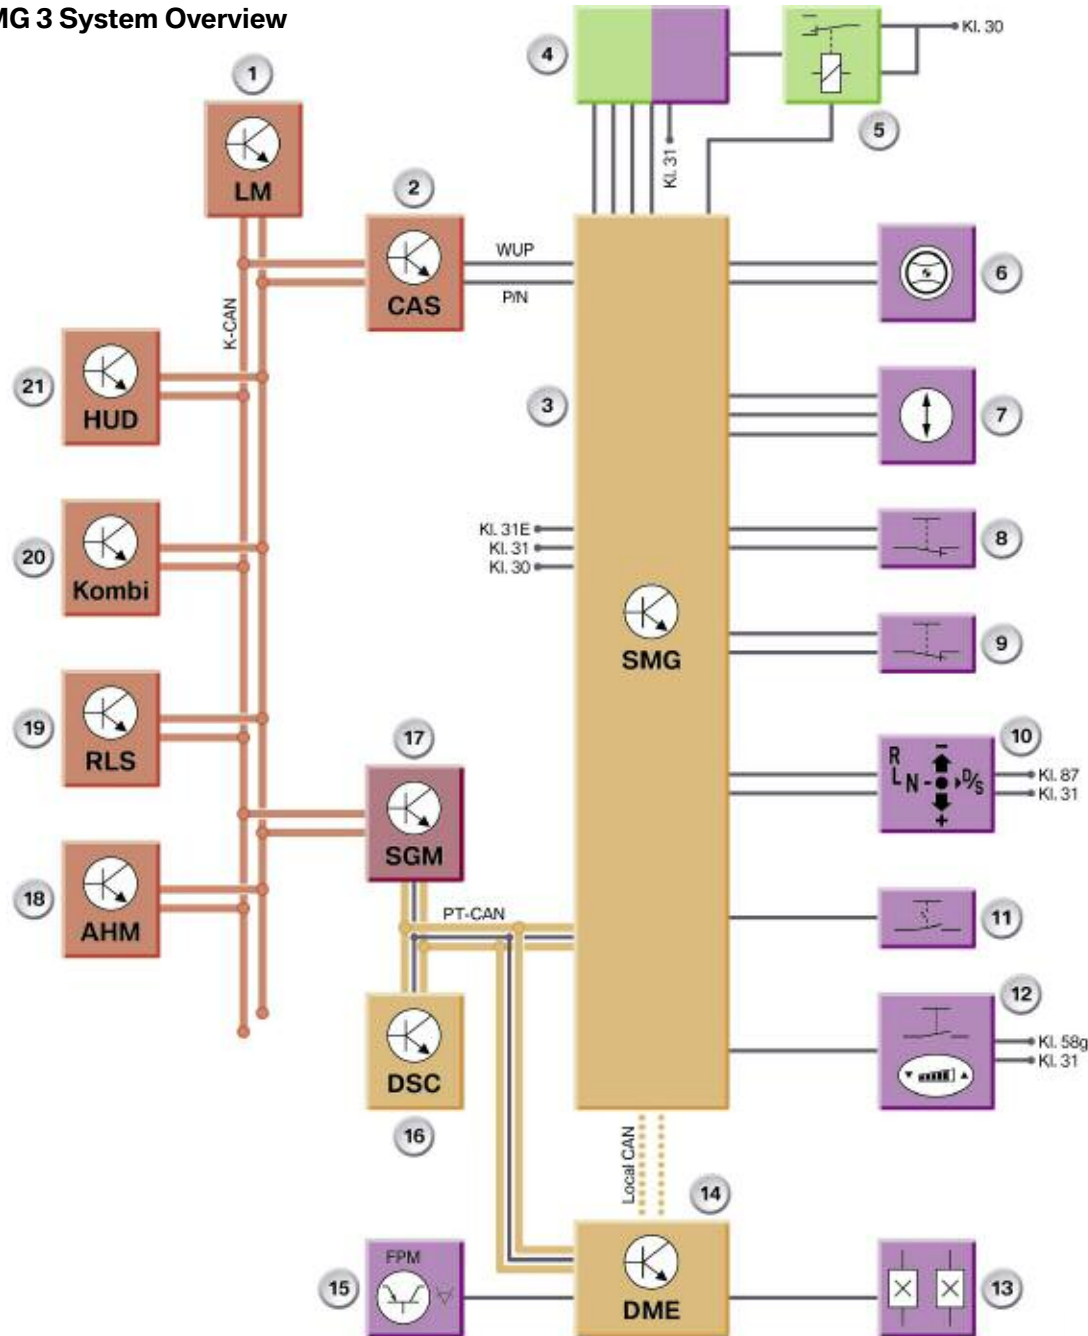 MG 3 System Overview
4
Kl. 30
1
5
LM
Kl. 31
2
WUP
6
CAS
P/N
K-CAN
21
HUD
3
7
Kl. 31E
Kl. 31
Kl. 30
8
20
Kombi
SMG
9
19
RLS
17
10
R
L
N
-
D/S
+
Kl. 87
Kl. 31
SGM
18
AHM
PT-CAN
11
12
DSC
Kl. 58g
Kl. 31
16
Local CAN
14
FPM
15
DME
13